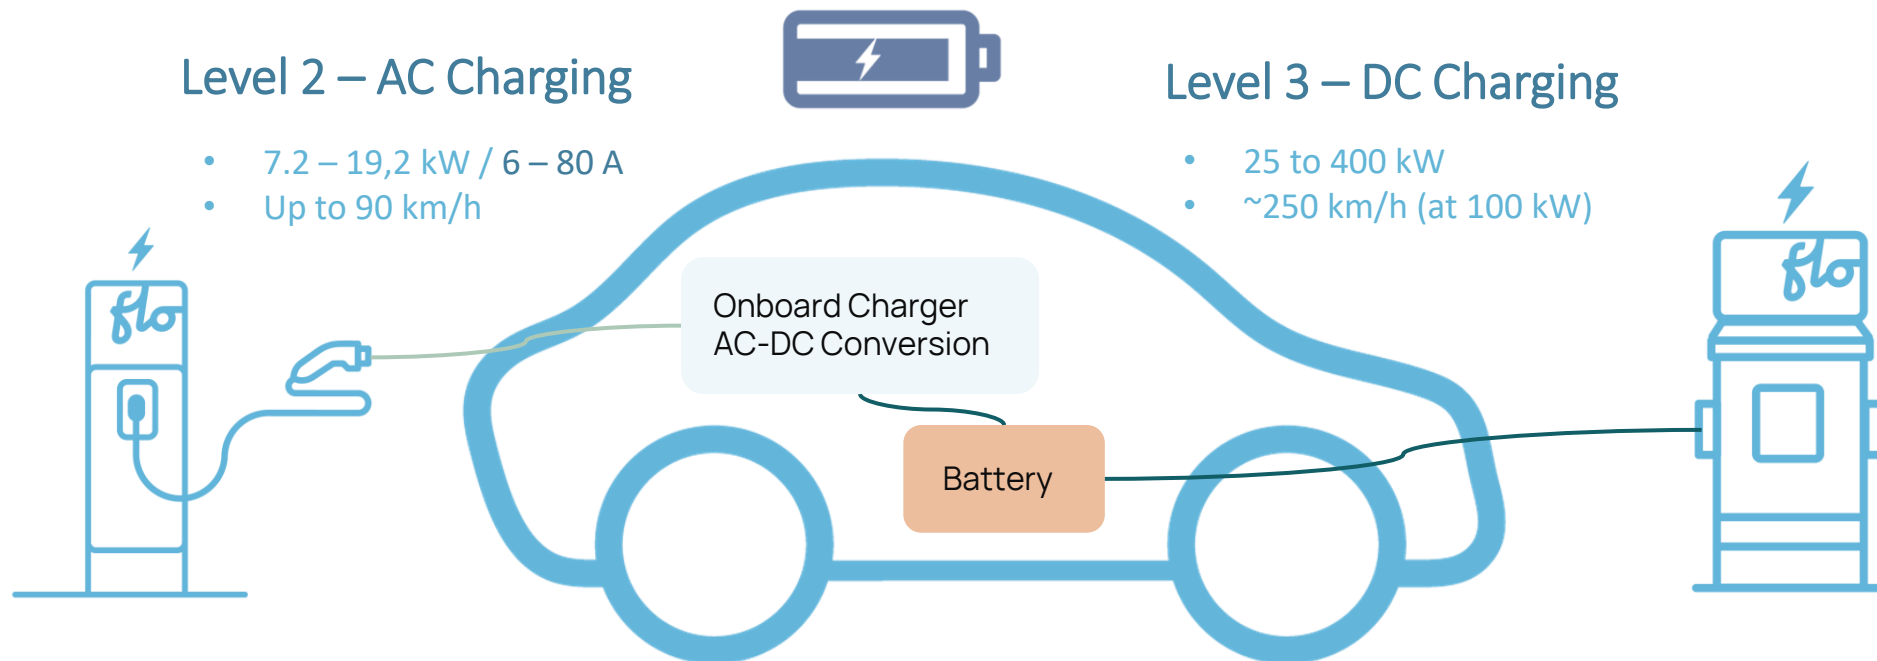 Level 2 – AC Charging
• 7.2 – 19,2 kW / 6 – 80 A
• Up to 90 km/h
Level 3 – DC Charging
• 25 to 400 kW
• ~250 km/h (at 100 kW)
flo
flo
Onboard Charger
AC-DC Conversion
Battery